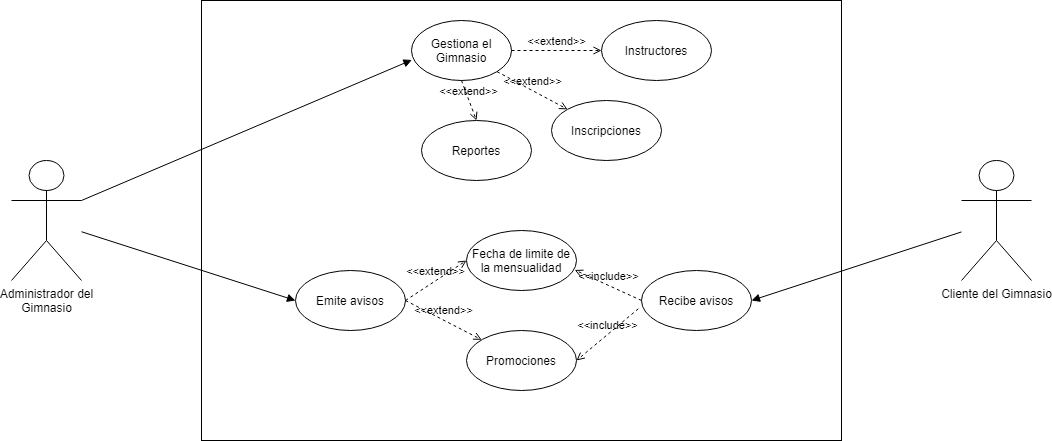 Gestiona el
Gimnasio
<<extend>>
Instructores
<<extend>>
<<extend>>
Inscripciones
Reportes
Administrador del
Gimnasio
Cliente del Gimnasio
Fecha de limite de
la mensualidad
<<extend>>
<<include>>
Emite avisos
Recibe avisos
<<extend>>
<<include>>
Promociones